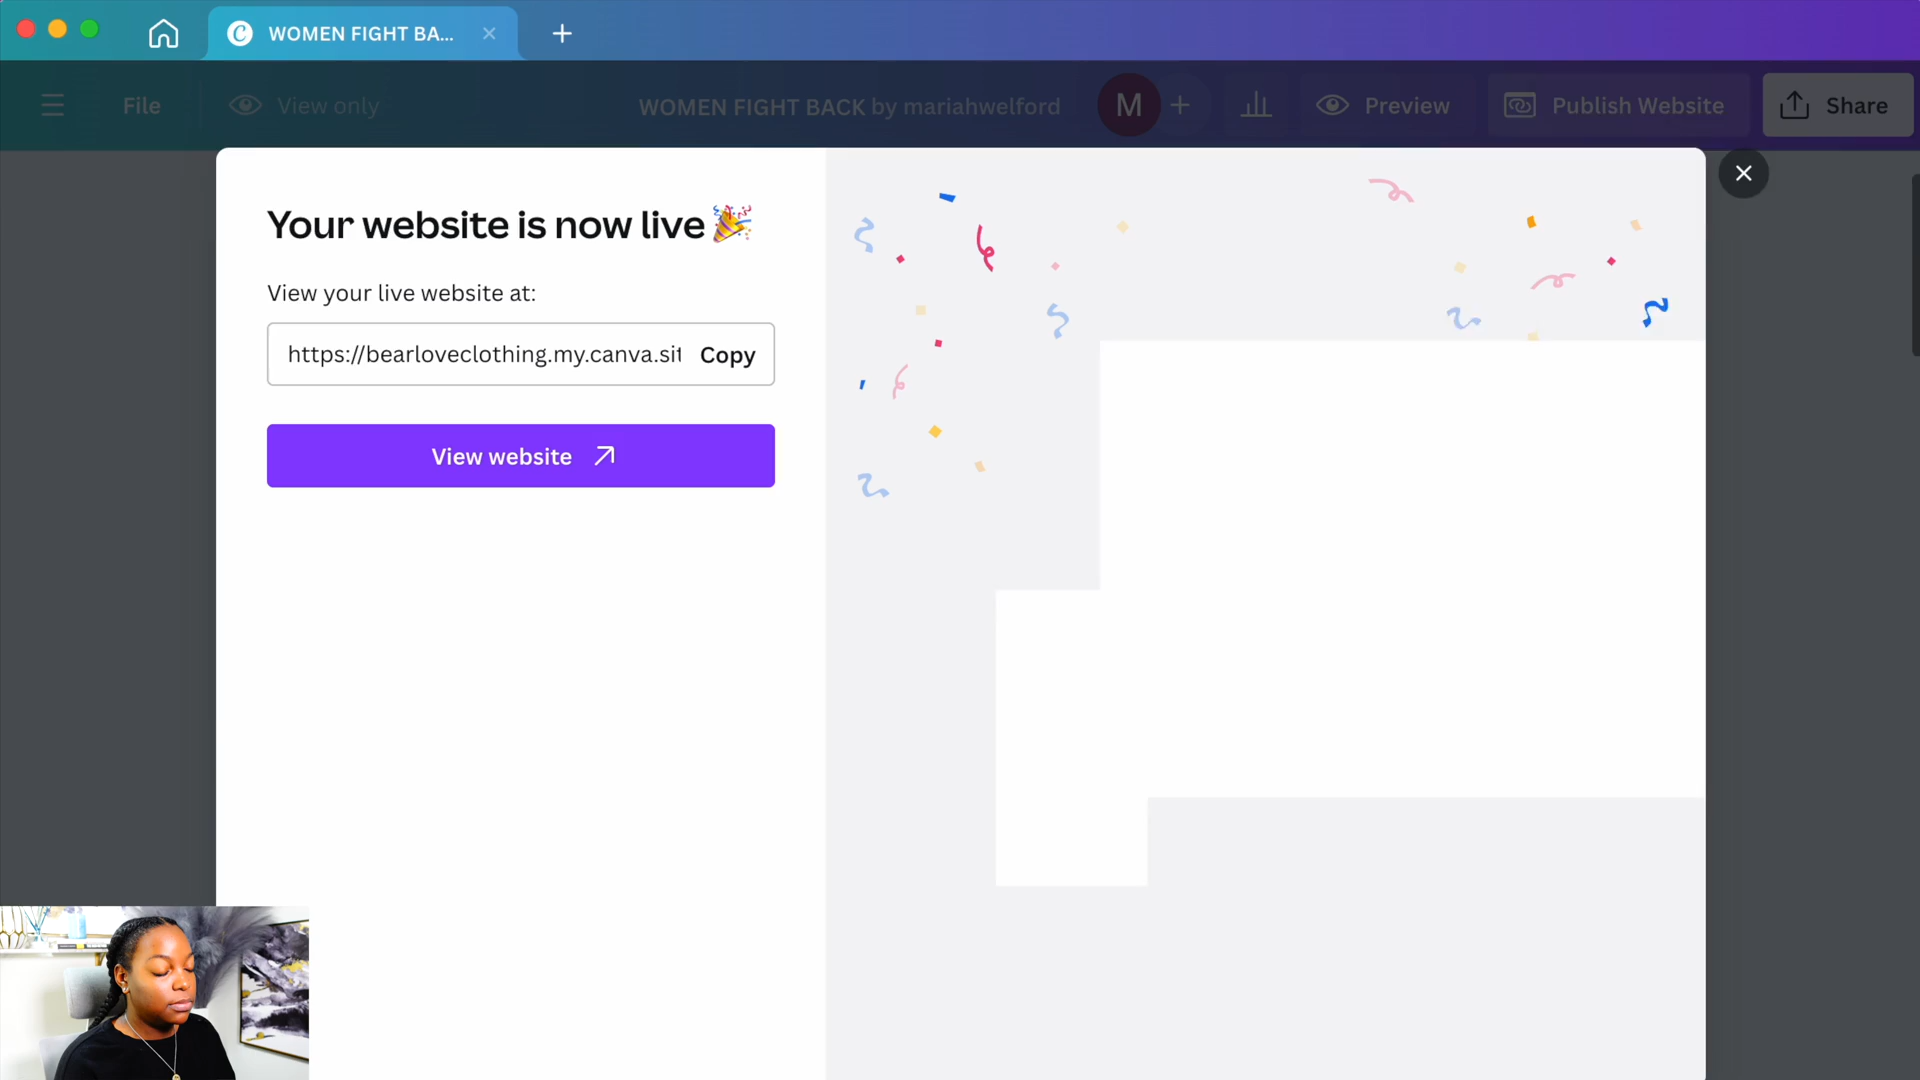 WOMEN FIGHT BA...
File
View only
WOMEN FIGHT BACK by mariahwelford
M
Preview
Publish Website
Share
Your website is now live 🎉
View your live website at:
https://bearloveclothing.my.canva.sit
Copy
View website